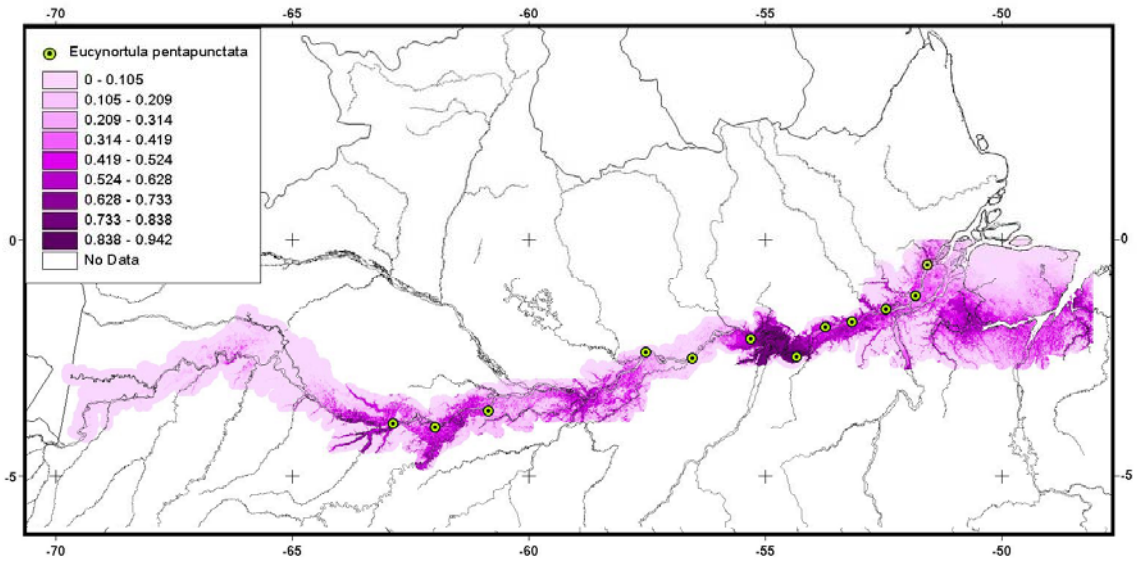 -70 -65 -60 -55 -50
Eucynortula pentapunctata
0 - 0.105
0.105 - 0.209
0.209 - 0.314
0.314 - 0.419
0.419 - 0.524
0.524 - 0.628
0.628 - 0.733
0.733 - 0.838
0.838 - 0.942
No Data
0 0
-5 -5
-70 -65 -60 -55 -50